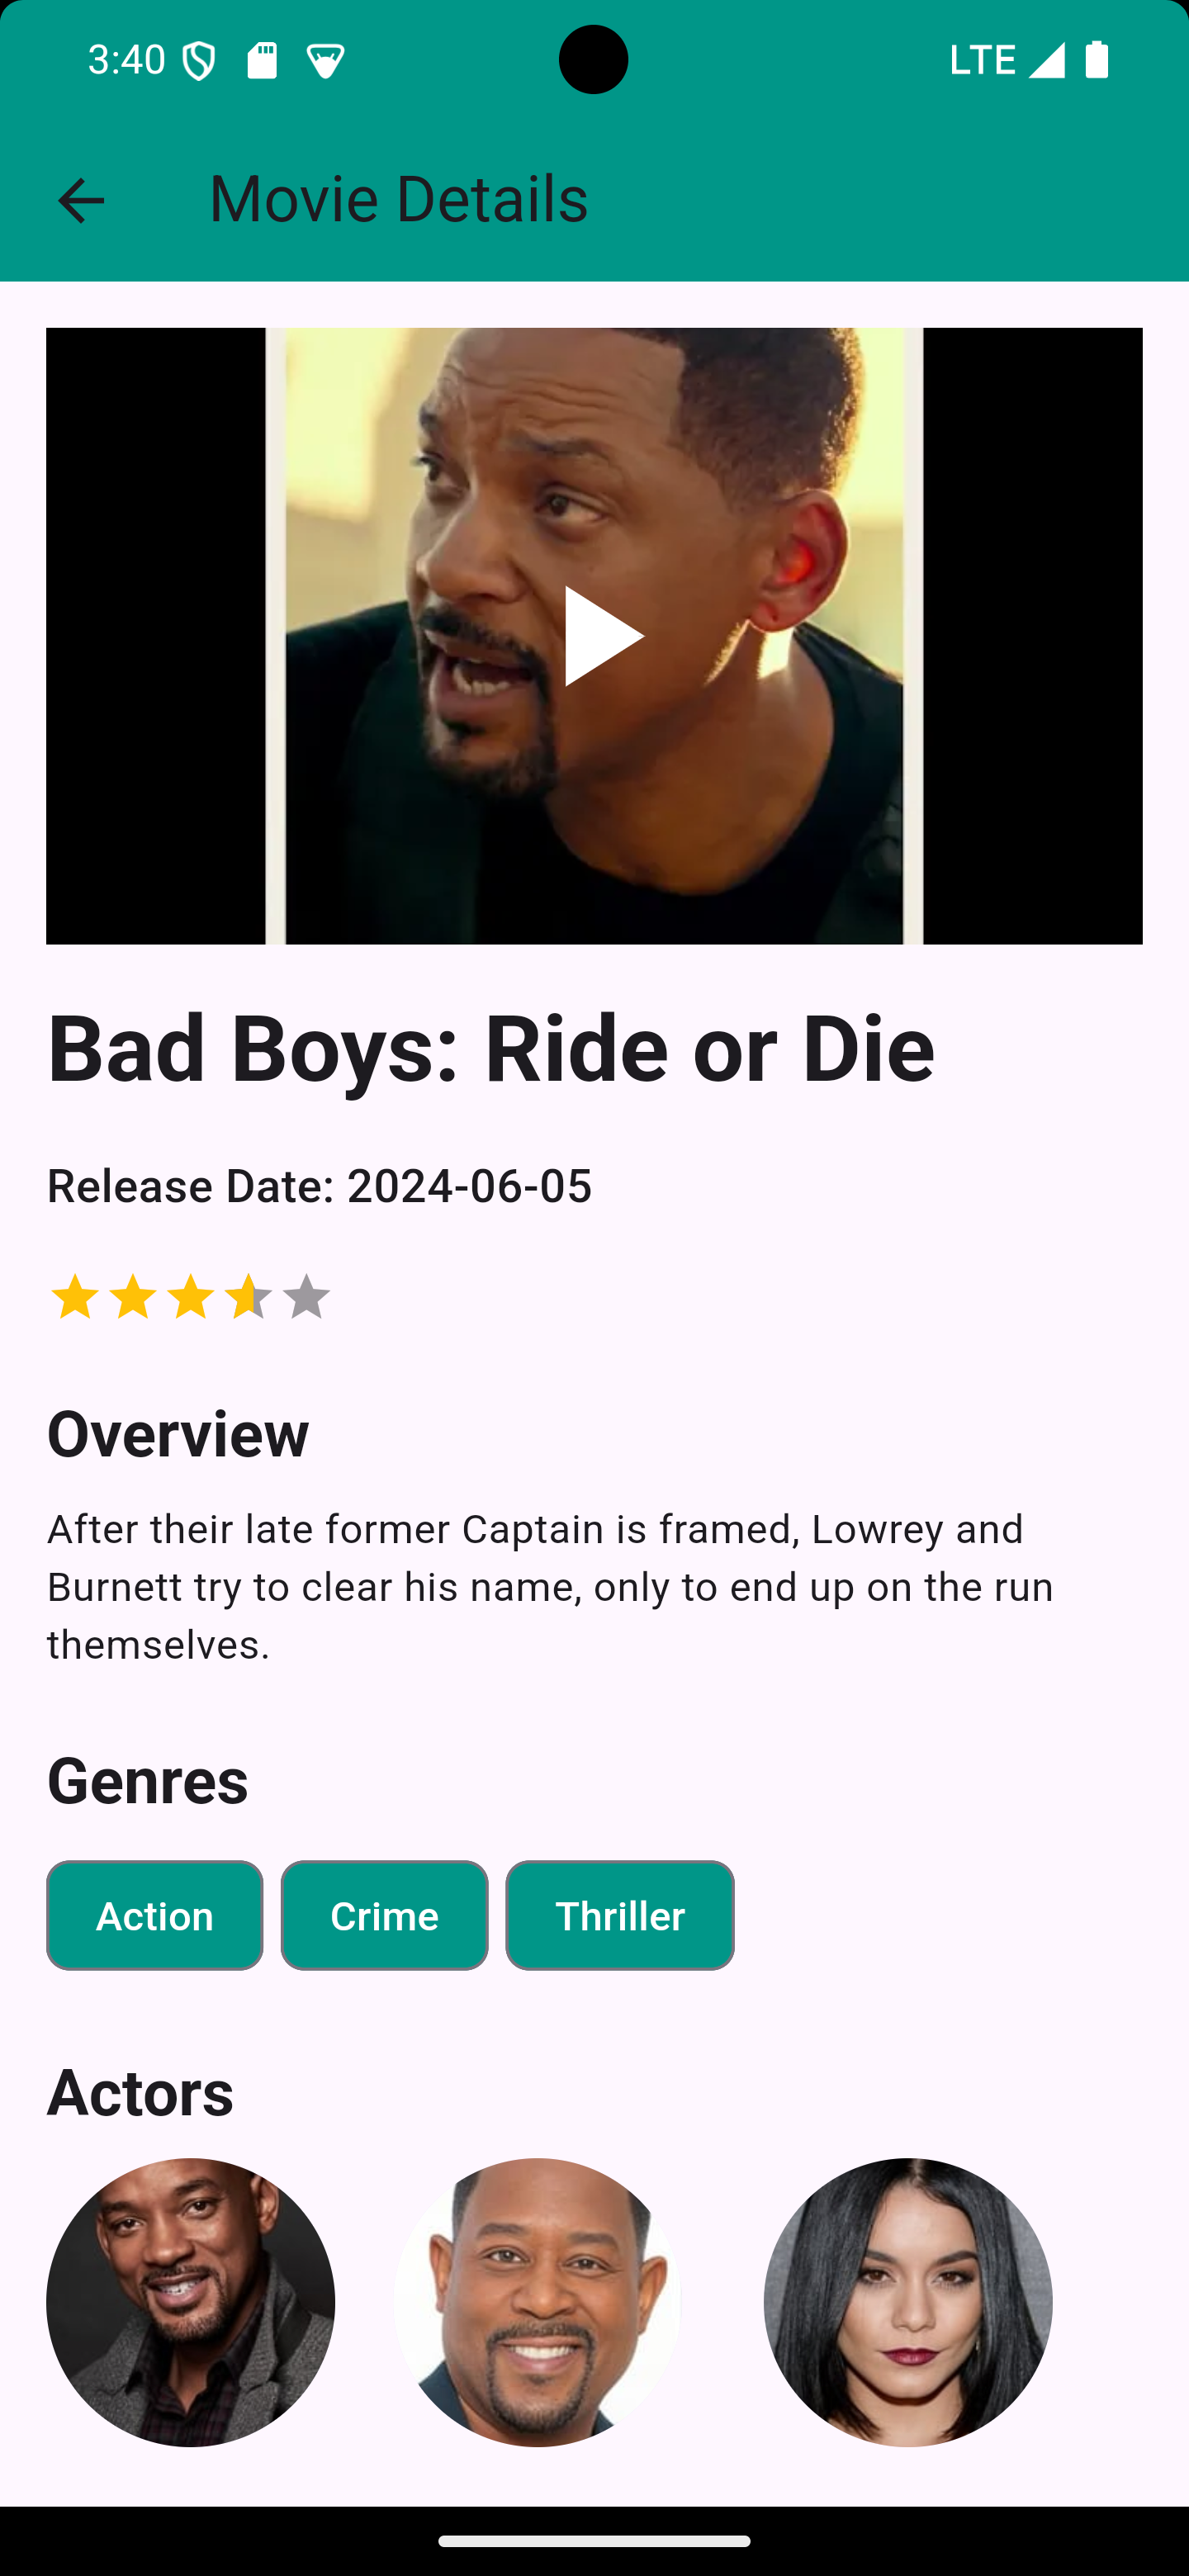 3:40
LTE
Movie Details
Bad Boys: Ride or Die
Release Date: 2024-06-05
Overview
After their late former Captain is framed, Lowrey and
Burnett try to clear his name, only to end up on the run
themselves.
Genres
Action Crime Thriller
Actors